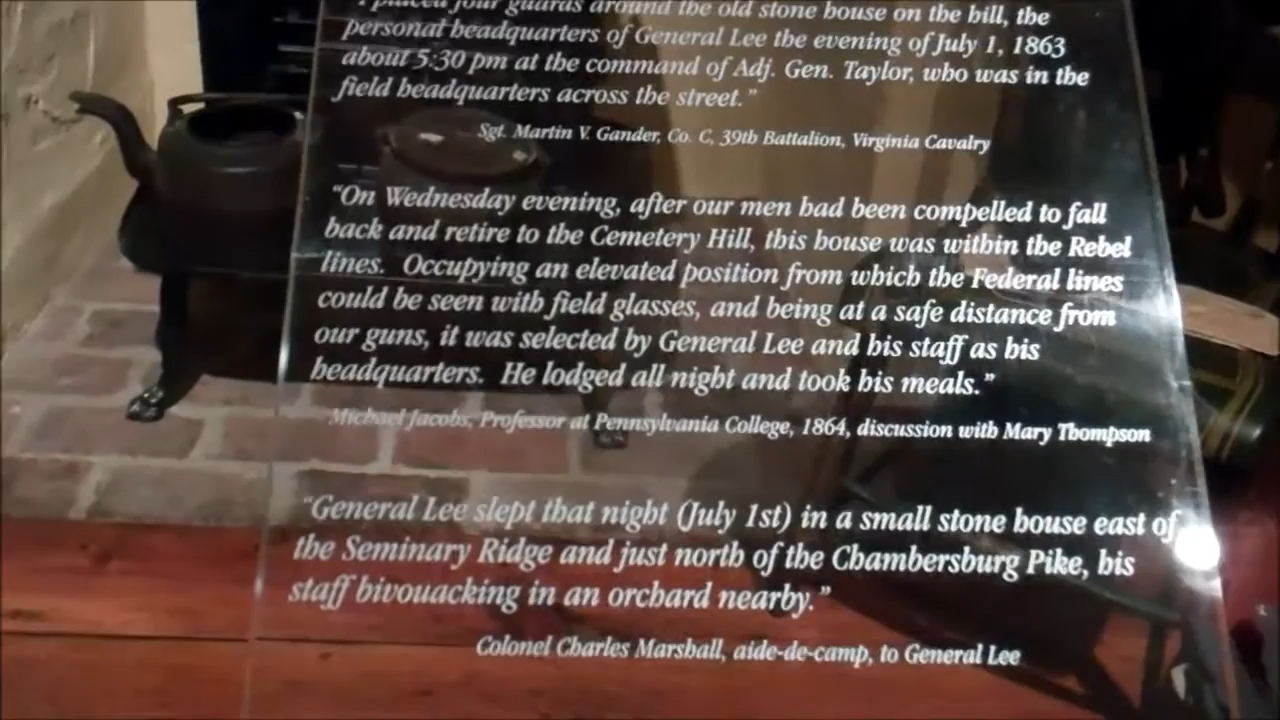 "I placed four guards around the old stone house on the hill, the
personal headquarters of General Lee the evening of July 1, 1863
about 5:30 pm at the command of Adj. Gen. Taylor, who was in the
field headquarters across the street."
Sgt. Martin V. Gander, Co. C, 39th Battalion, Virginia Cavalry
"On Wednesday evening, after our men had been compelled to fall
back and retire to the Cemetery Hill, this house was within the Rebel
lines. Occupying an elevated position from which the Federal lines
could be seen with field glasses, and being at a safe distance from
our guns, it was selected by General Lee and his staff as his
headquarters. He lodged all night and took his meals."
Michael Jacobs, Professor at Pennsylvania College, 1864, discussion with Mary Thompson
"General Lee slept that night (July 1st) in a small stone house east of
the Seminary Ridge and just north of the Chambersburg Pike, his
staff bivouacking in an orchard nearby."
Colonel Charles Marshall, aide-de-camp, to General Lee